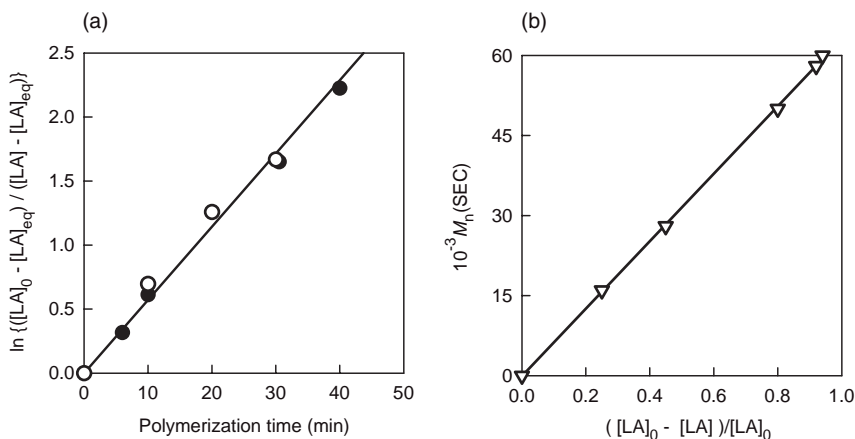 (a)
ln {([LA]0 - [LA]eq) / ([LA] - [LA]eq)}
2.5
2.0
1.5
1.0
0.5
0.0
0 10 20 30 40 50
Polymerization time (min)
(b)
10-3Mn(SEC)
60
45
30
15
0
0.0 0.2 0.4 0.6 0.8 1.0
( [LA]0 - [LA] )/[LA]0